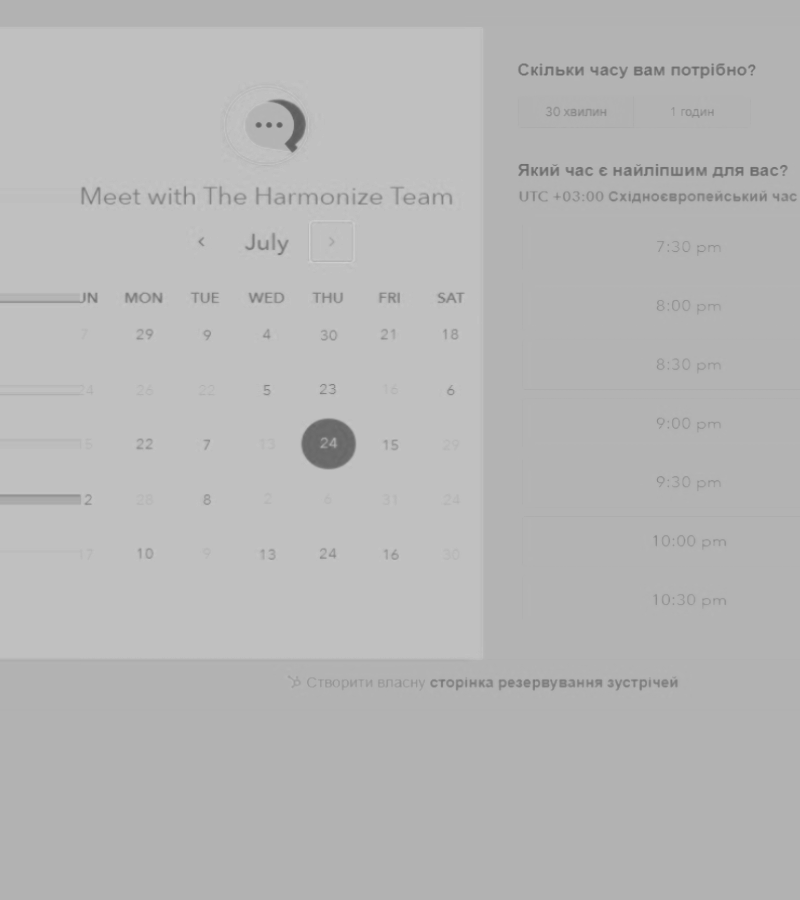 Meet with The Harmonize Team
July
UN MON TUE WED THU FRI SAT
7 29 9 4 30 21 18
24 26 22 5 23 16 6
15 22 7 13 24 15 29
2 28 8 2 6 31 24
17 10 9 13 24 16 30
Скільки часу вам потрібно?
30 хвилин 1 годин
Який час є найліпшим для вас?
UTC +03:00 Східноєвропейський час
7:30 pm
8:00 pm
8:30 pm
9:00 pm
9:30 pm
10:00 pm
10:30 pm
Створити власну сторінка резервування зустрічей